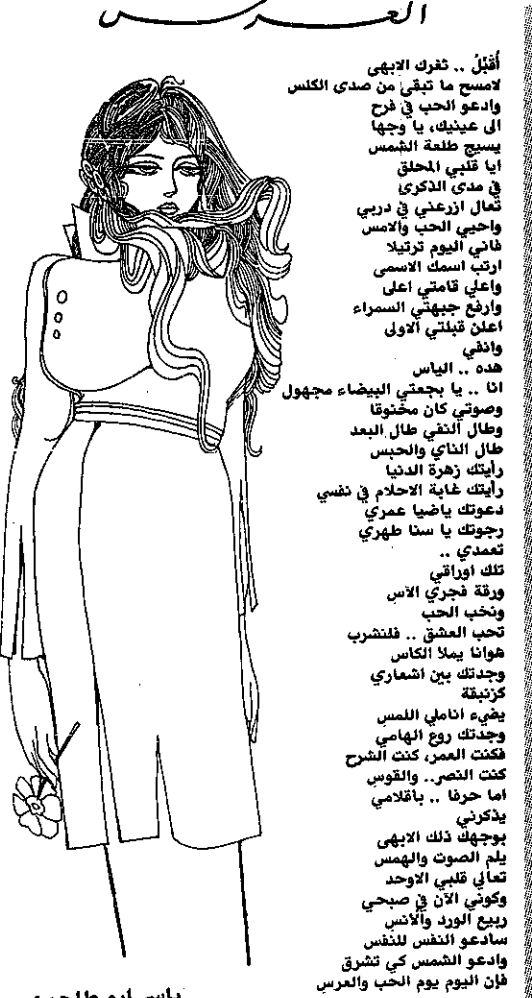 العرس
أُقَبِّلُ .. ثغرك الابهى
لامسح ما تبقى من صدى الكلس
وادعو الحب في فرح
الى عينيك، يا وجها
يسيج طلعة الشمس
ايا قلبي المحلق
في مدى الذكرى
تعال ازرعني في دربي
واحيي الحب والامس
فاني اليوم ترتيلا
ارتب اسمك الاسمى
واعلي قامتي اعلى
وارفع جبهتي السمراء
اعلن قبلتي الاولى
وانفي
هده .. الياس
انا .. يا بجعتي البيضاء مجهول
وصوتي كان مخنوقا
وطال النفي طال البعد
طال الناي والحبس
رأيتك زهرة الدنيا
رأيتك غابة الاحلام في نفسي
دعوتك ياضيا عمري
رجوتك يا سنا طهري
تعمدي ..
تلك اوراقي
ورقة فجري الآس
ونخب الحب
تحب العشق .. فلنشرب
هوانا يملا الكاس
وجدتك بين اشعاري
كزنبقة
يضيء اناملي اللمس
وجدتك روع الهامي
فكنت العمر، كنت الشرح
كنت النصر.. والقوس
اما حرفا .. باقلامي
يذكرني
بوجهك ذلك الابهى
يلم الصوت والهمس
تعالي قلبي الاوحد
وكوني الآن في صبحي
ربيع الورد والأنس
سادعو النفس للنفس
وادعو الشمس كي تشرق
فإن اليوم يوم الحب والعرس